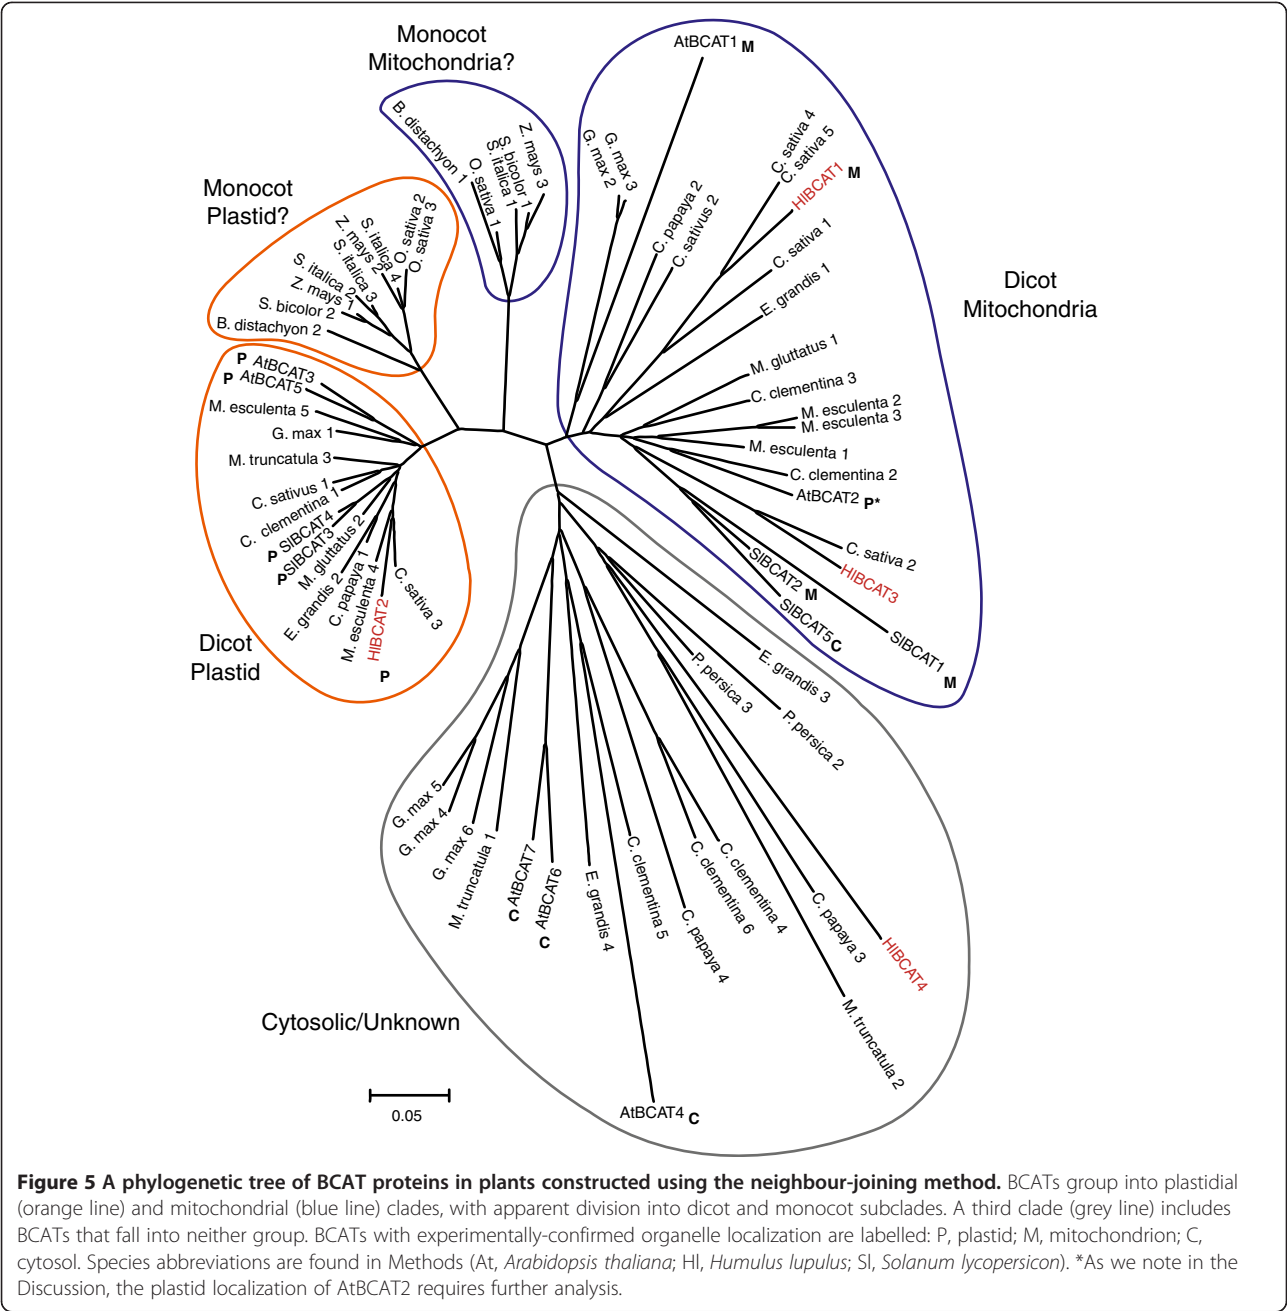 Monocot
Mitochondria?
B. distachyon 1
O. sativa 1
S. italica 1
S. bicolor 1
Z. mays 3
Monocot
Plastid?
O. sativa 2
O. sativa 3
S. italica 4
Z. mays 2
S. italica 3
S. italica 2
Z. mays 1
S. bicolor 2
B. distachyon 2
P AtBCAT3
P AtBCAT5
M. esculenta 5
G. max 1
M. truncatula 3
C. sativus 1
C. clementina 1
P SlBCAT4
P SlBCAT3
M. gluttatus 2
E. grandis 2
C. papaya 1
M. esculenta 4
HlBCAT2
P
C. sativa 3
Dicot
Plastid
AtBCAT1 M
G. max 2
G. max 3
C. papaya 2
C. sativus 2
C. sativa 4
C. sativa 5
HlBCAT1 M
C. sativa 1
E. grandis 1
Dicot
Mitochondria
M. gluttatus 1
C. clementina 3
M. esculenta 2
M. esculenta 3
M. esculenta 1
C. clementina 2
AtBCAT2 P*
C. sativa 2
HlBCAT3
SlBCAT2 M
SlBCAT5 C
SlBCAT1
M
E. grandis 3
P. persica 3
P. persica 2
G. max 5
G. max 4
G. max 6
M. truncatula 1
AtBCAT7
C
AtBCAT6
C
E. grandis 4
C. clementina 5
C. papaya 4
C. clementina 6
C. clementina 4
C. papaya 3
HlBCAT4
M. truncatula 2
AtBCAT4 C
Cytosolic/Unknown
0.05
Figure 5 A phylogenetic tree of BCAT proteins in plants constructed using the neighbour-joining method. BCATs group into plastidial
(orange line) and mitochondrial (blue line) clades, with apparent division into dicot and monocot subclades. A third clade (grey line) includes
BCATs that fall into neither group. BCATs with experimentally-confirmed organelle localization are labelled: P, plastid; M, mitochondrion; C,
cytosol. Species abbreviations are found in Methods (At, Arabidopsis thaliana; Hl, Humulus lupulus; Sl, Solanum lycopersicon). *As we note in the
Discussion, the plastid localization of AtBCAT2 requires further analysis.